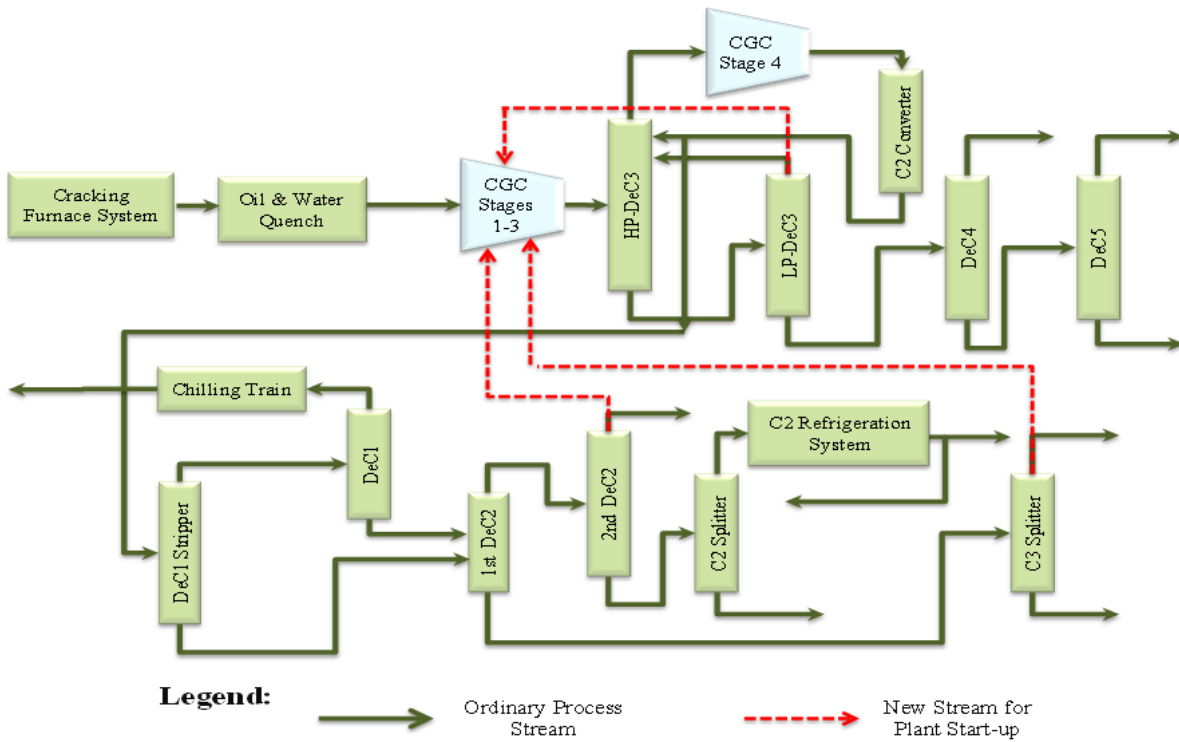 CGC
Stage 4
C2 Converter
Cracking
Furnace System
Oil & Water
Quench
CGC
Stages
1-3
HP-DeC3
LP-DeC3
DeC4
DeC5
Chilling Train
DeC1
DeC1 Stripper
1st DeC2
2nd DeC2
C2 Splitter
C2 Refrigeration
System
C3 Splitter
Legend:
Ordinary Process
Stream
New Stream for
Plant Start-up